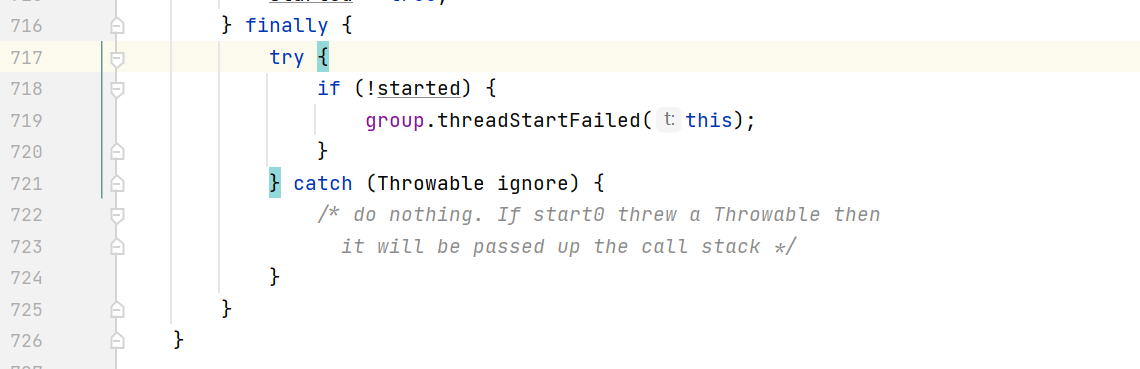 716 } finally {
717 try {
718 if (!started) {
719 group.threadStartFailed( t: this);
720 }
721 } catch (Throwable ignore) {
722 /* do nothing. If start0 threw a Throwable then
723 it will be passed up the call stack */
724 }
725 }
726 }